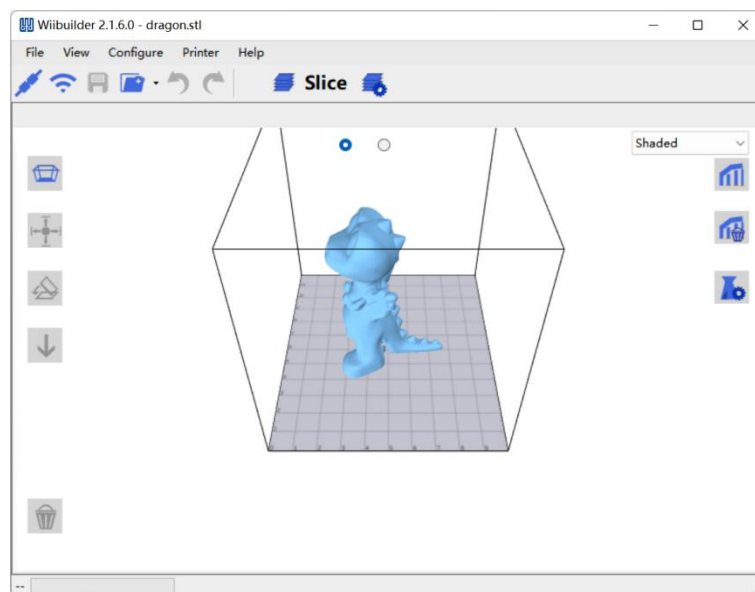 Wiibuilder 2.1.6.0 - dragon.stl
File View Configure Printer Help
Slice
Shaded
--